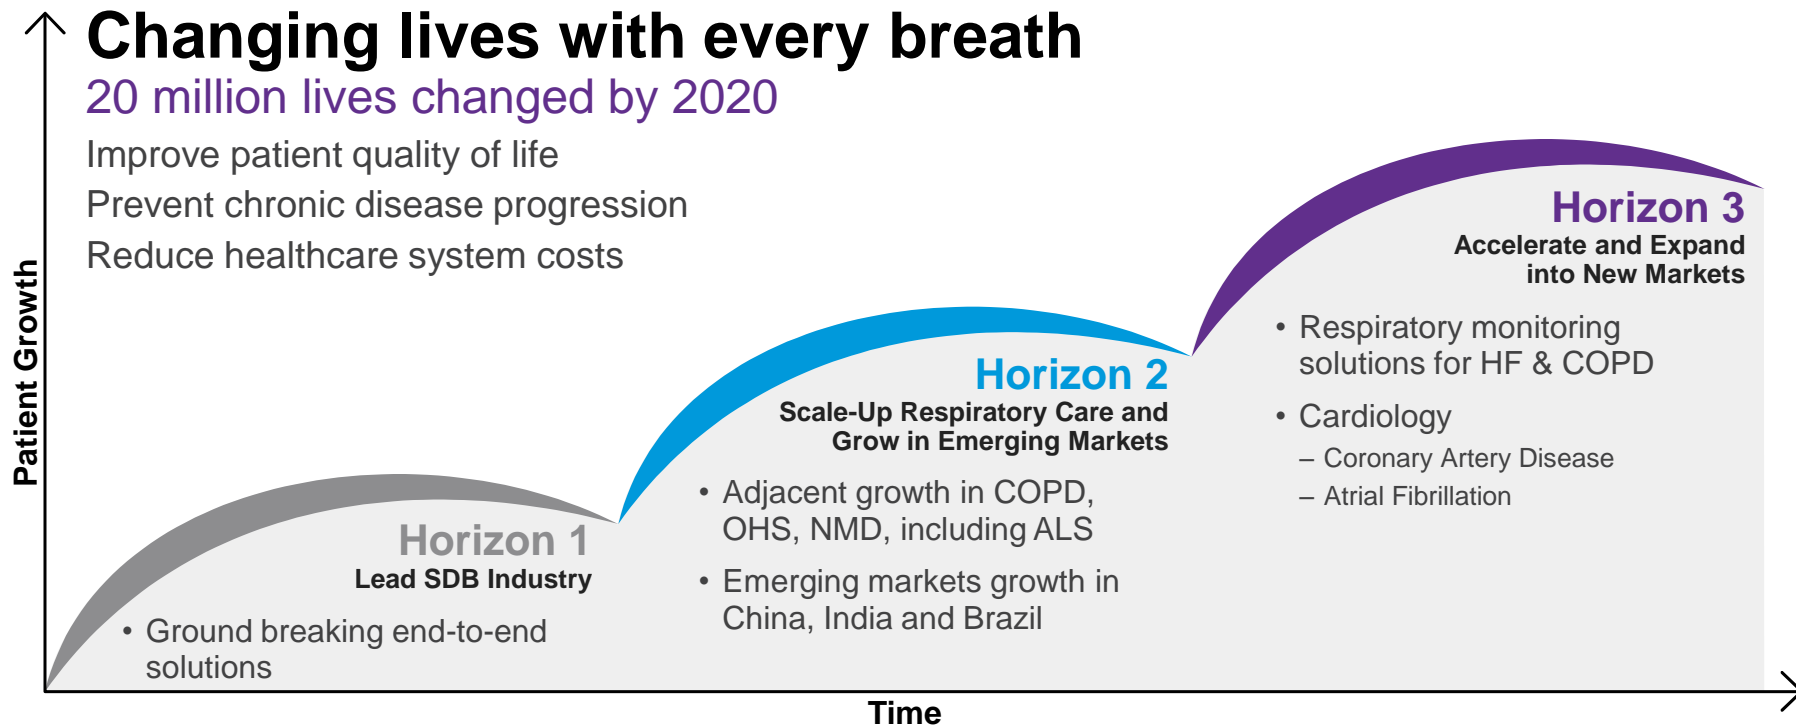 Changing lives with every breath
20 million lives changed by 2020
Improve patient quality of life
Prevent chronic disease progression
Reduce healthcare system costs
Patient Growth
Horizon 1
Lead SDB Industry
• Ground breaking end-to-end
solutions
Horizon 2
Scale-Up Respiratory Care and
Grow in Emerging Markets
• Adjacent growth in COPD,
OHS, NMD, including ALS
• Emerging markets growth in
China, India and Brazil
Horizon 3
Accelerate and Expand
into New Markets
• Respiratory monitoring
solutions for HF & COPD
• Cardiology
– Coronary Artery Disease
– Atrial Fibrillation
Time